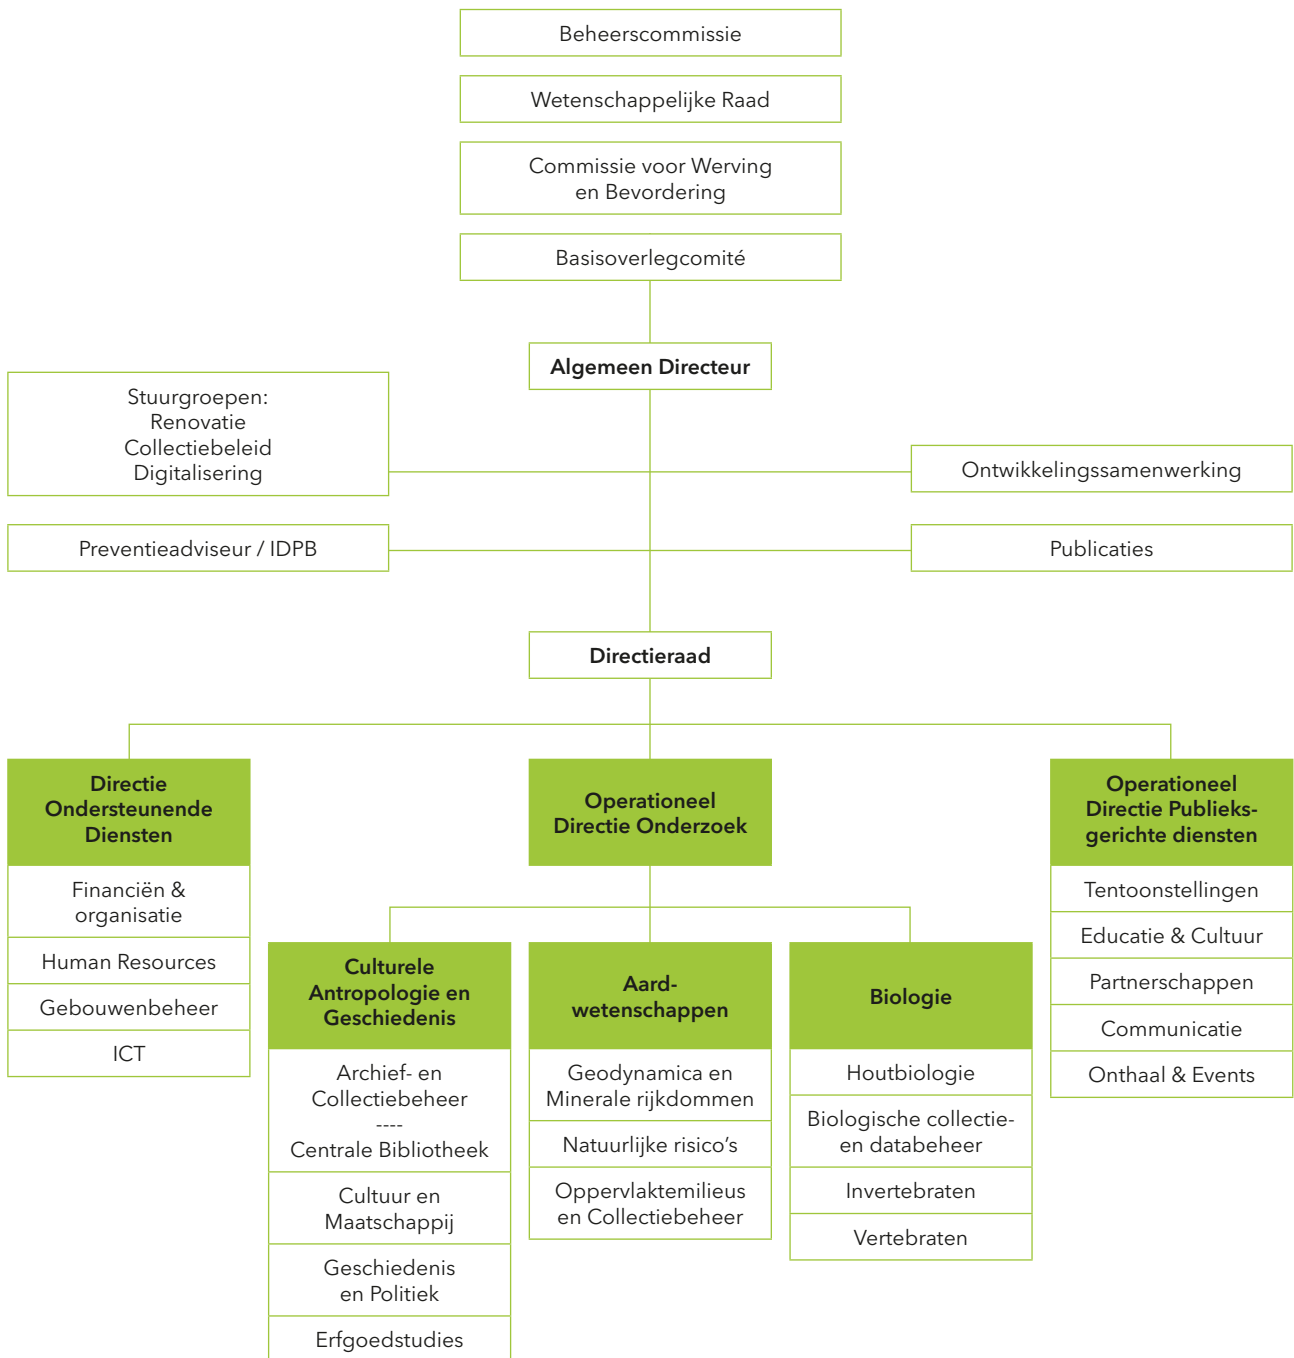 Beheerscommissie
Wetenschappelijke Raad
Commissie voor Werving
en Bevordering
Basisoverlegcomité
Algemeen Directeur
Stuurgroepen:
Renovatie
Collectiebeleid
Digitalisering
Ontwikkelingssamenwerking
Preventieadviseur / IDPB
Publicaties
Directieraad
Directie
Ondersteunende
Diensten
Financiën &
organisatie
Human Resources
Gebouwenbeheer
ICT
Operationeel
Directie Onderzoek
Culturele
Antropologie en
Geschiedenis
Archief- en
Collectiebeheer
----
Centrale Bibliotheek
Cultuur en
Maatschappij
Geschiedenis
en Politiek
Erfgoedstudies
Aard-
wetenschappen
Geodynamica en
Minerale rijkdommen
Natuurlijke risico's
Oppervlaktemilieus
en Collectiebeheer
Biologie
Houtbiologie
Biologische collectie-
en databeheer
Invertebraten
Vertebraten
Operationeel
Directie Publieks-
gerichte diensten
Tentoonstellingen
Educatie & Cultuur
Partnerschappen
Communicatie
Onthaal & Events